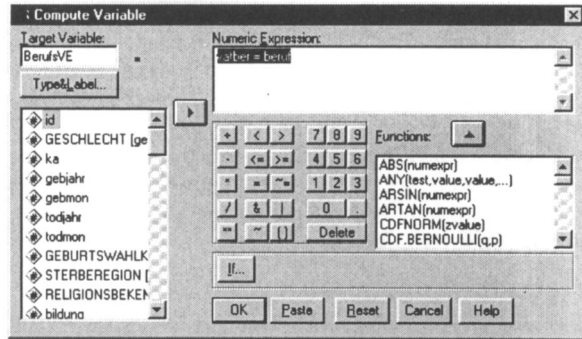 Compute Variable
Target Variable:
BerufsVE
=
Numeric Expression:
vatber = beruf
Type&Label...
id
GESCHLECHT [ge
ka
gebjahr
gebmon
todjahr
todmon
GEBURTSWAHLK
STERBEREGION [
RELIGIONSBEKEN
bildung
+ < > 7 8 9
- <= >= 4 5 6
* = ~= 1 2 3
/ & | 0 .
** ~ () Delete
Functions:
ABS(numexpr)
ANY(test,value,value,...)
ARSIN(numexpr)
ARTAN(numexpr)
CDFNORM(zvalue)
CDF.BERNOULLI(q,p)
If...
OK Paste Reset Cancel Help